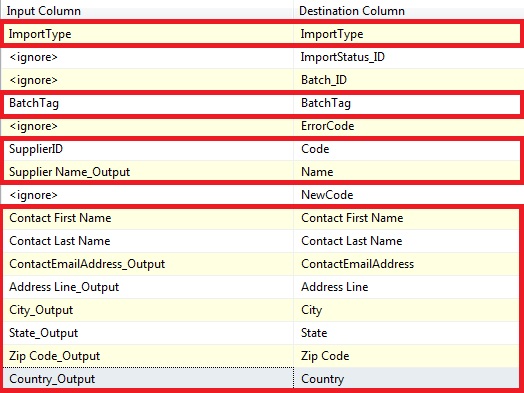 Input Column Destination Column
ImportType ImportType
<ignore> ImportStatus_ID
<ignore> Batch_ID
BatchTag BatchTag
<ignore> ErrorCode
SupplierID Code
Supplier Name_Output Name
<ignore> NewCode
Contact First Name Contact First Name
Contact Last Name Contact Last Name
ContactEmailAddress_Output ContactEmailAddress
Address Line_Output Address Line
City_Output City
State_Output State
Zip Code_Output Zip Code
Country_Output Country